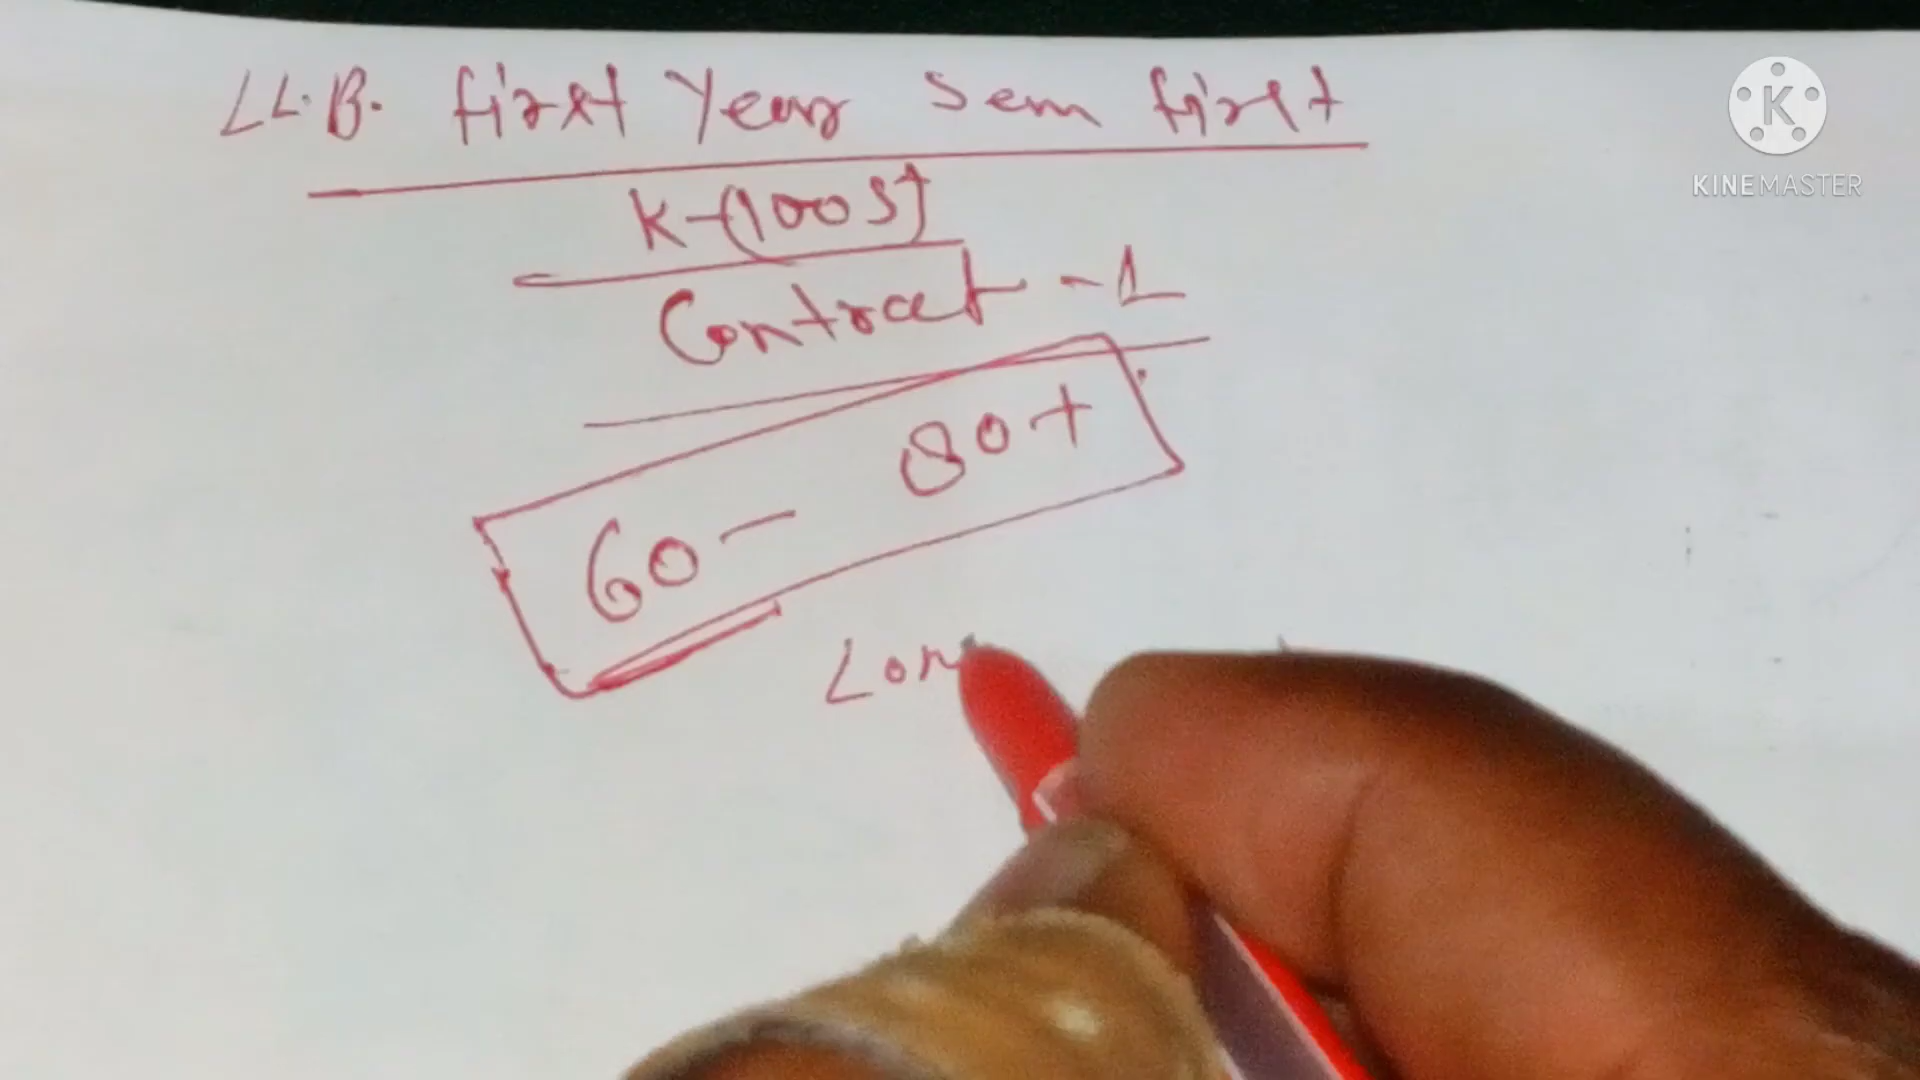 LL.B. first Year Sem first
K-(1005)
Contract - 1
60 - 80+
Lon
KINEMASTER